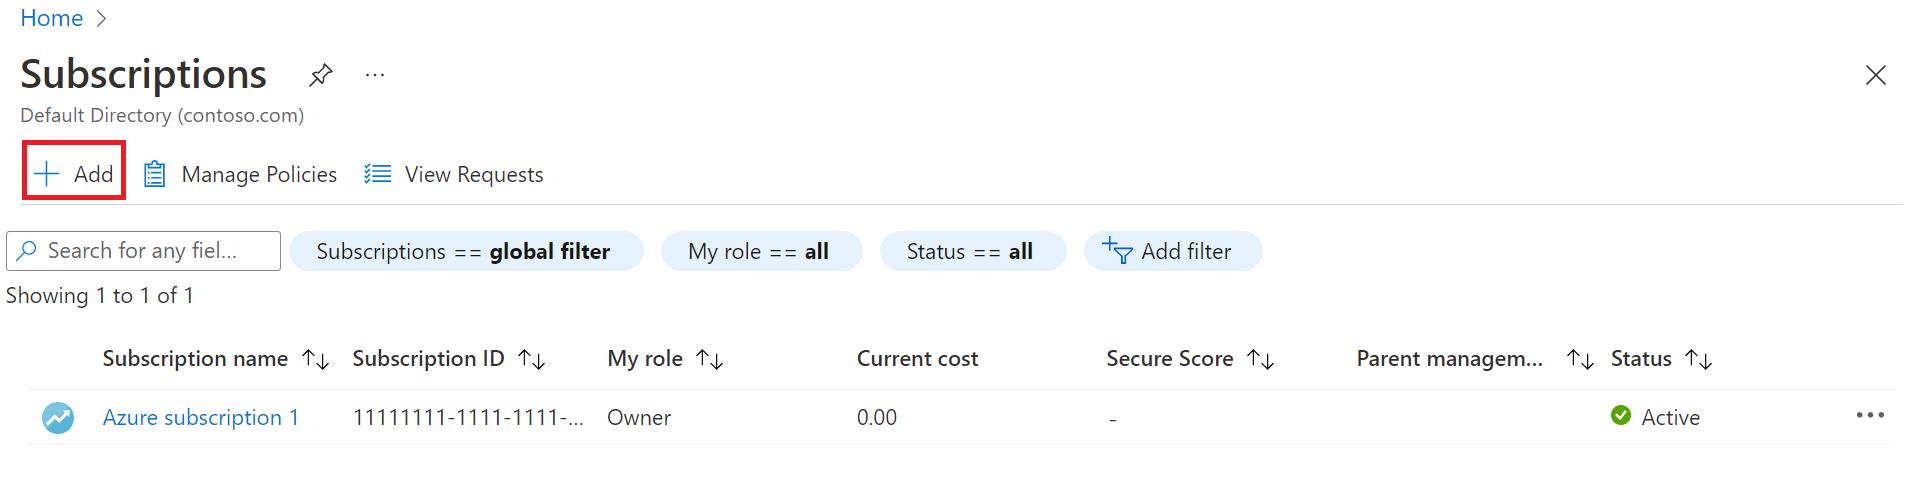 Home
Subscriptions
Default Directory (contoso.com)
Add Manage Policies View Requests
Search for any fiel... Subscriptions == global filter My role == all Status == all Add filter
Showing 1 to 1 of 1
Subscription name Subscription ID My role Current cost Secure Score Parent managem... Status
Azure subscription 1 11111111-1111-1111-... Owner 0.00 - Active